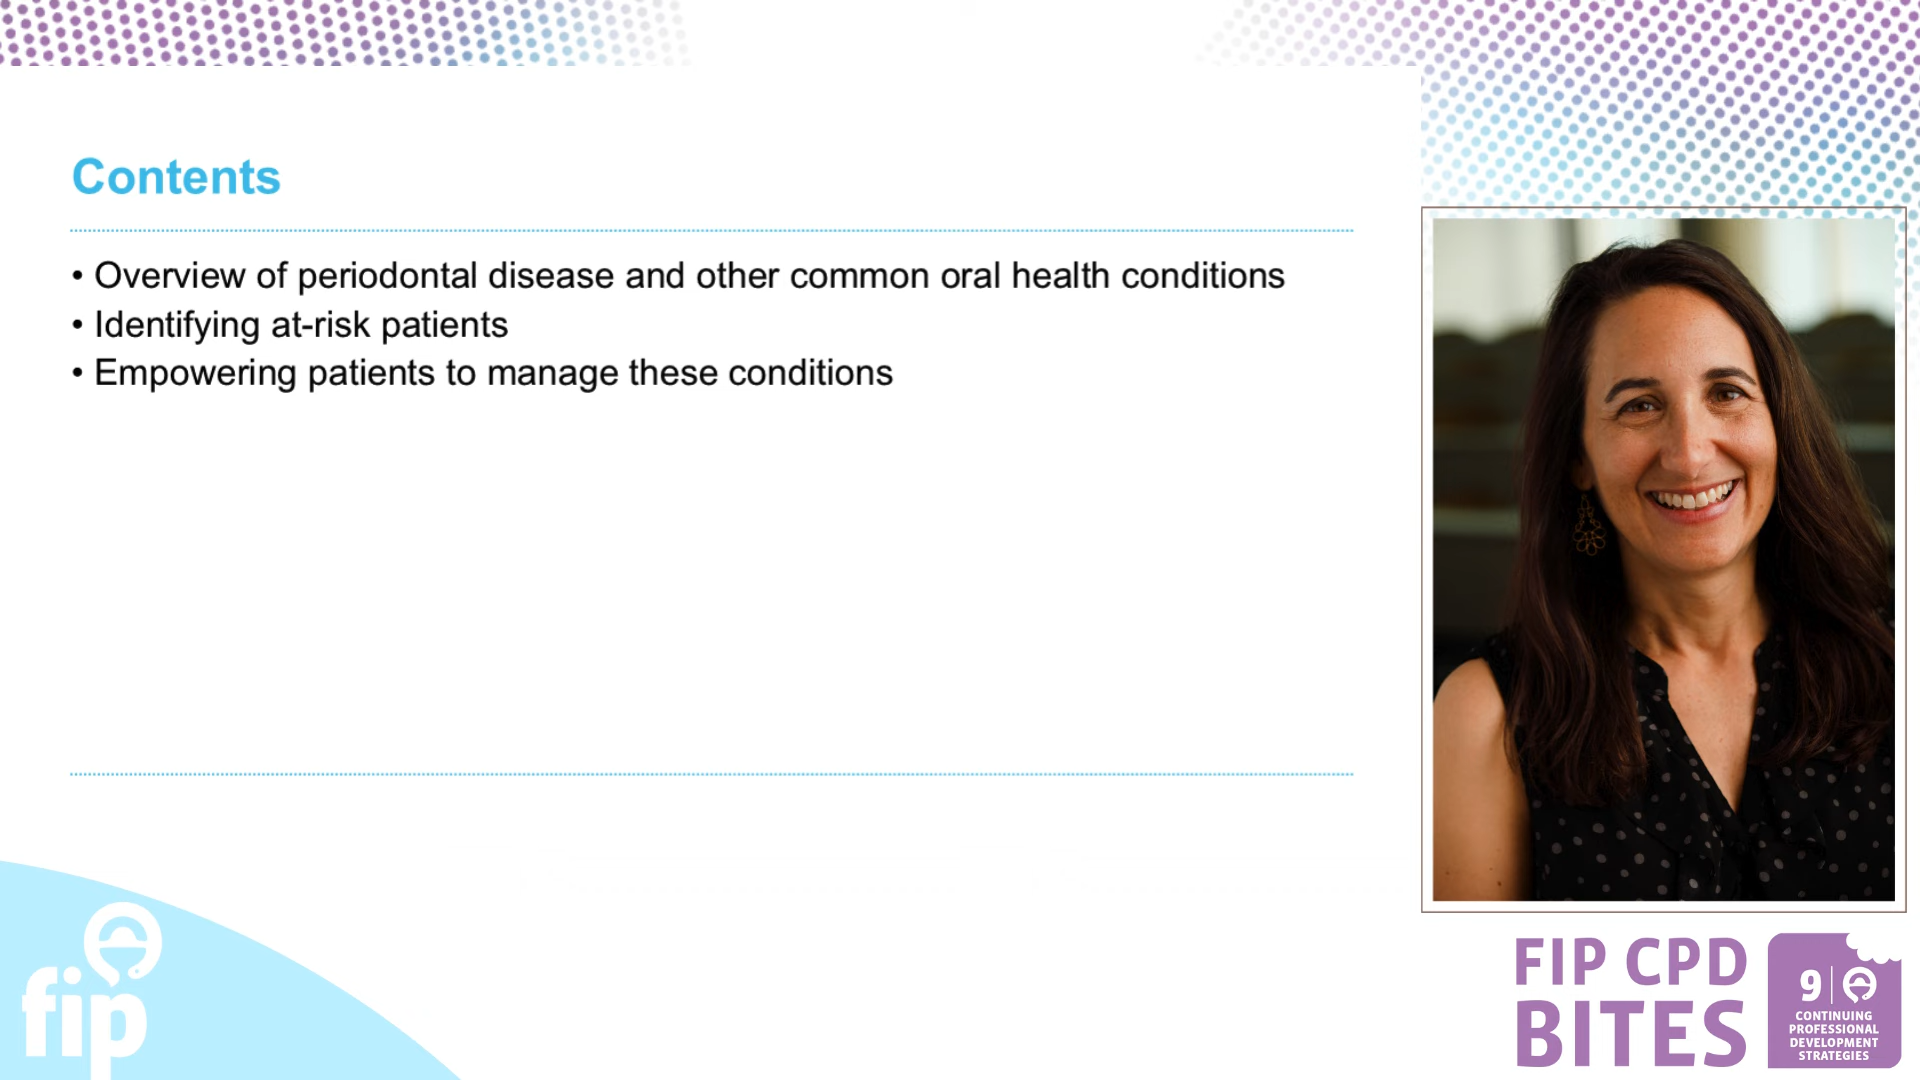 Contents
• Overview of periodontal disease and other common oral health conditions
• Identifying at-risk patients
• Empowering patients to manage these conditions
fip
FIP CPD
BITES
9
CONTINUING
PROFESSIONAL
DEVELOPMENT
STRATEGIES